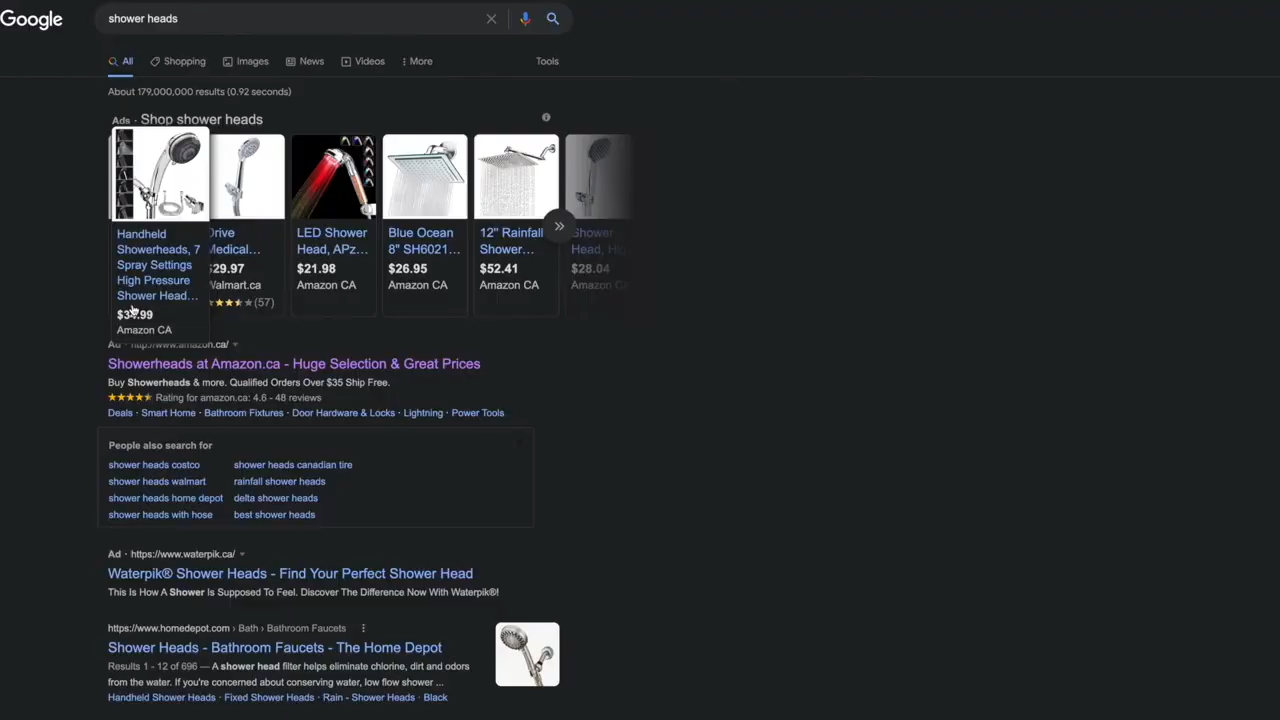 Google
shower heads
All
Shopping
Images
News
Videos
More
Tools
About 179,000,000 results (0.92 seconds)
Ads · Shop shower heads
Handheld
Showerheads, 7
Spray Settings
High Pressure
Shower Head...
Amazon CA
Drive
Medical...
$29.97
Walmart.ca
(57)
LED Shower
Head, APz...
$21.98
Amazon CA
Blue Ocean
8" SH6021...
$26.95
Amazon CA
12" Rainfall
Shower...
$52.41
Amazon CA
Shower
Head, Hig
$28.04
Amazon CA
Ad · http://www.amazon.ca/
Showerheads at Amazon.ca - Huge Selection & Great Prices
Buy Showerheads & more. Qualified Orders Over $35 Ship Free.
Rating for amazon.ca: 4.6 - 48 reviews
Deals · Smart Home · Bathroom Fixtures · Door Hardware & Locks · Lightning · Power Tools
People also search for
shower heads costco
shower heads canadian tire
shower heads walmart
rainfall shower heads
shower heads home depot
delta shower heads
shower heads with hose
best shower heads
Ad · https://www.waterpik.ca/
Waterpik® Shower Heads - Find Your Perfect Shower Head
This Is How A Shower Is Supposed To Feel. Discover The Difference Now With Waterpik®!
https://www.homedepot.com › Bath › Bathroom Faucets
Shower Heads - Bathroom Faucets - The Home Depot
Results 1 - 12 of 696 — A shower head filter helps eliminate chlorine, dirt and odors
from the water. If you're concerned about conserving water, low flow shower ...
Handheld Shower Heads · Fixed Shower Heads · Rain - Shower Heads · Black